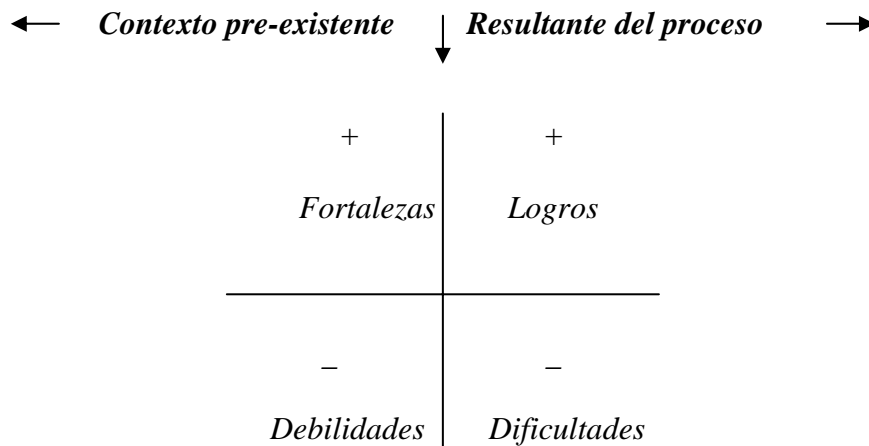 Contexto pre-existente Resultante del proceso
+ +
Fortalezas Logros
– –
Debilidades Dificultades